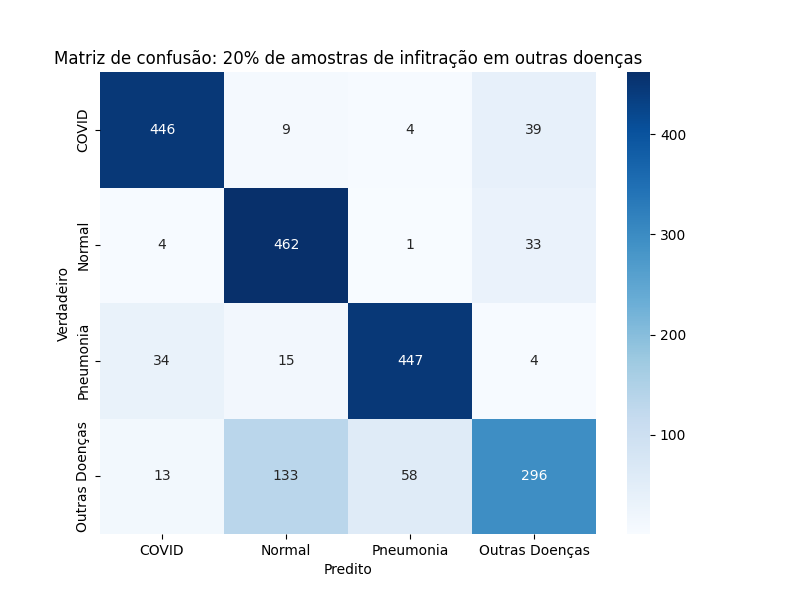 Matriz de confusão: 20% de amostras de infitração em outras doenças
COVID
446 9 4 39
Normal
4 462 1 33
Pneumonia
34 15 447 4
Outras Doenças
13 133 58 296
Verdadeiro
COVID Normal Pneumonia Outras Doenças
Predito
400
300
200
100